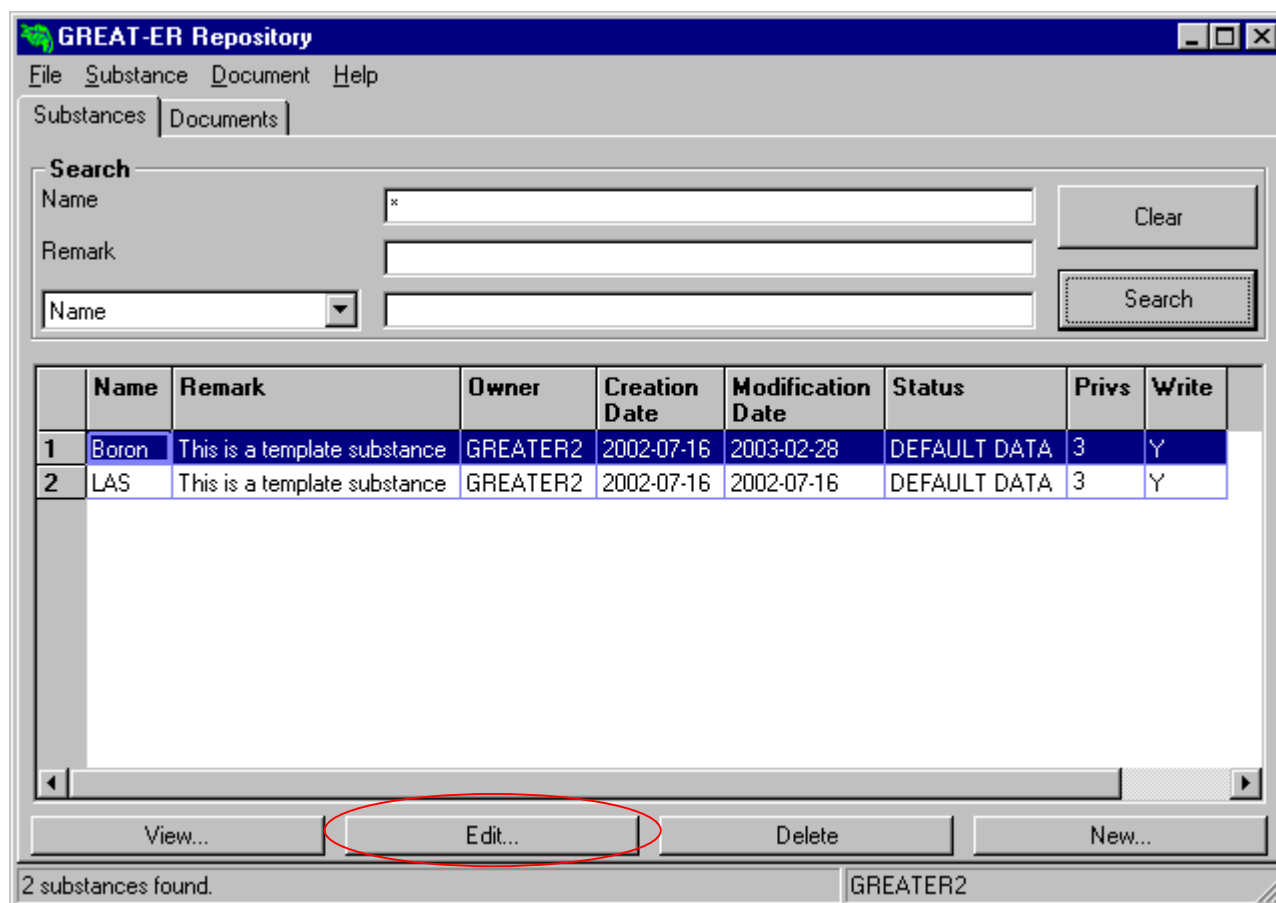 GREAT-ER Repository
File Substance Document Help
Substances Documents
Search
Name *
Clear
Remark
Name
Search
Name Remark Owner Creation Date Modification Date Status Privs Write
1 Boron This is a template substance GREATER2 2002-07-16 2003-02-28 DEFAULT DATA 3 Y
2 LAS This is a template substance GREATER2 2002-07-16 2002-07-16 DEFAULT DATA 3 Y
View... Edit... Delete New...
2 substances found. GREATER2